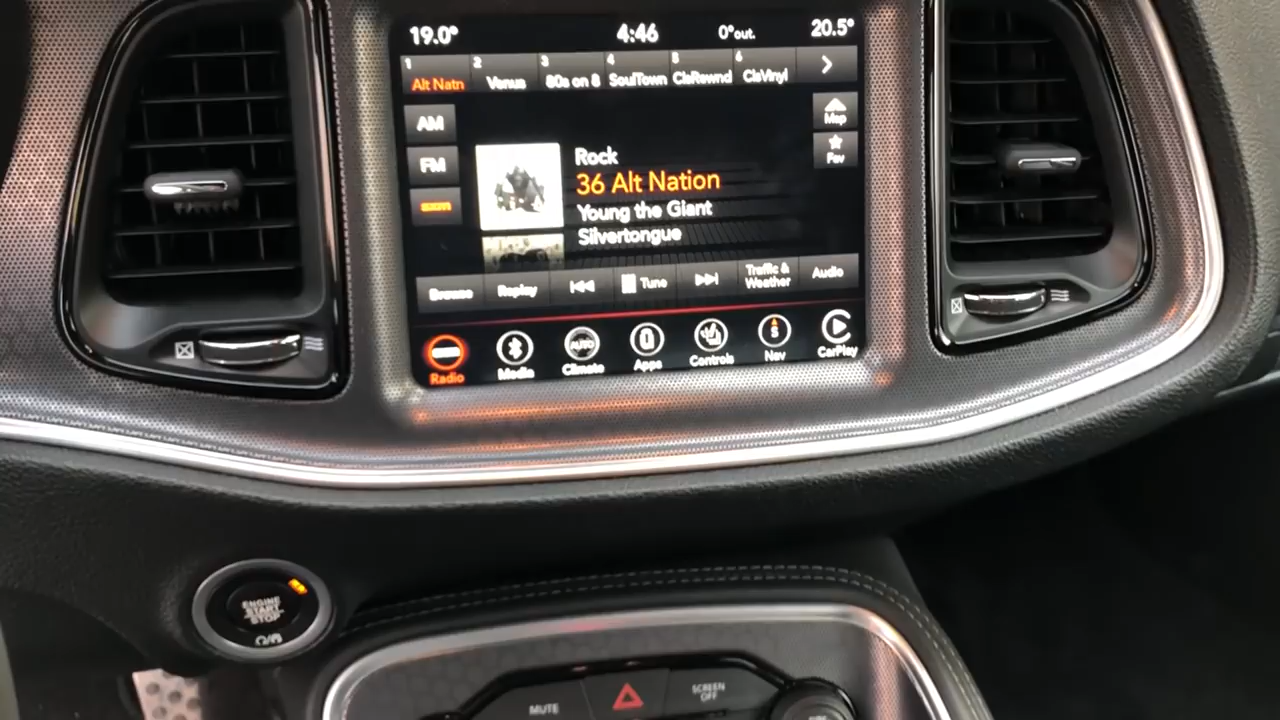 19.0° 4:46 0°out. 20.5°
1 Alt Natn
2 Venus
3 80s on 8
4 SoulTown
5 ClsRewnd
6 ClsVinyl
AM
FM
sxm
Map
Fav
Rock
36 Alt Nation
Young the Giant
Silvertongue
Browse
Replay
Tune
Traffic &
Weather
Audio
Radio
Media
AUTO
Climate
Apps
Controls
S
Nav
CarPlay
ENGINE
START
STOP
MUTE
SCREEN
OFF